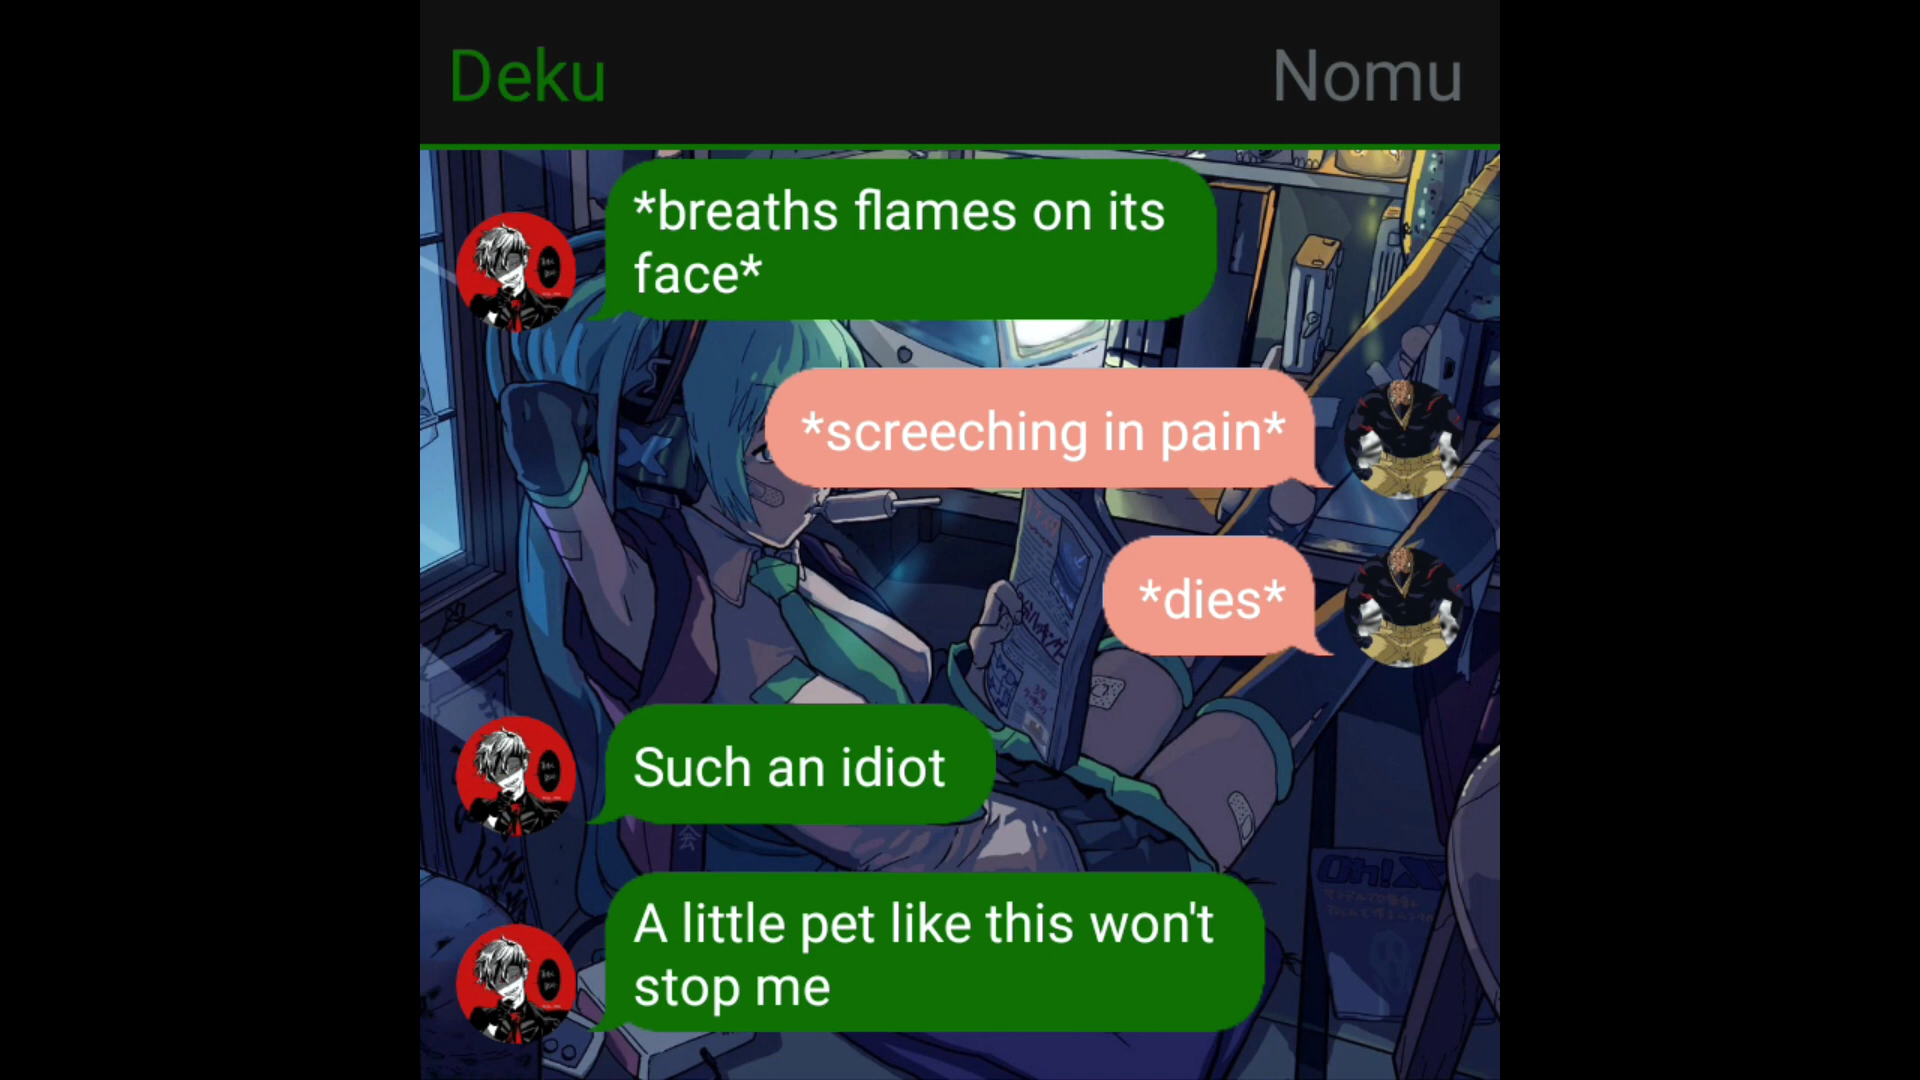 Deku
Nomu
*breaths flames on its
face*
*screeching in pain*
*dies*
Such an idiot
A little pet like this won't
stop me